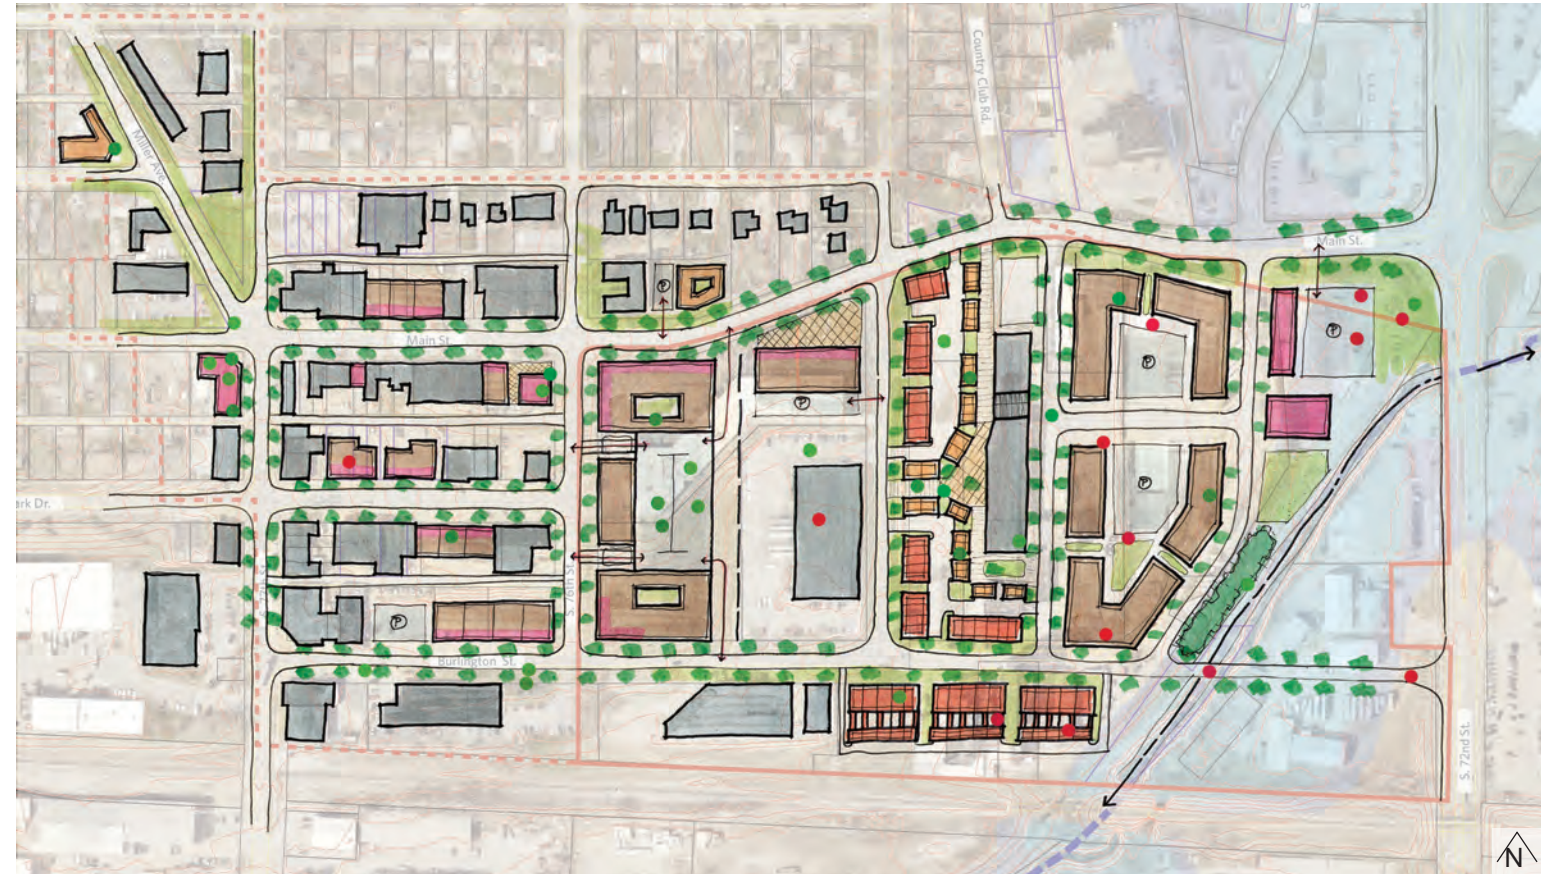 Country Club Rd.
S
Miller Ave.
Main St.
P
Main St.
P
P
P
ark Dr.
P
S. 76th St.
P
Burlington St.
S. 72nd St.
N